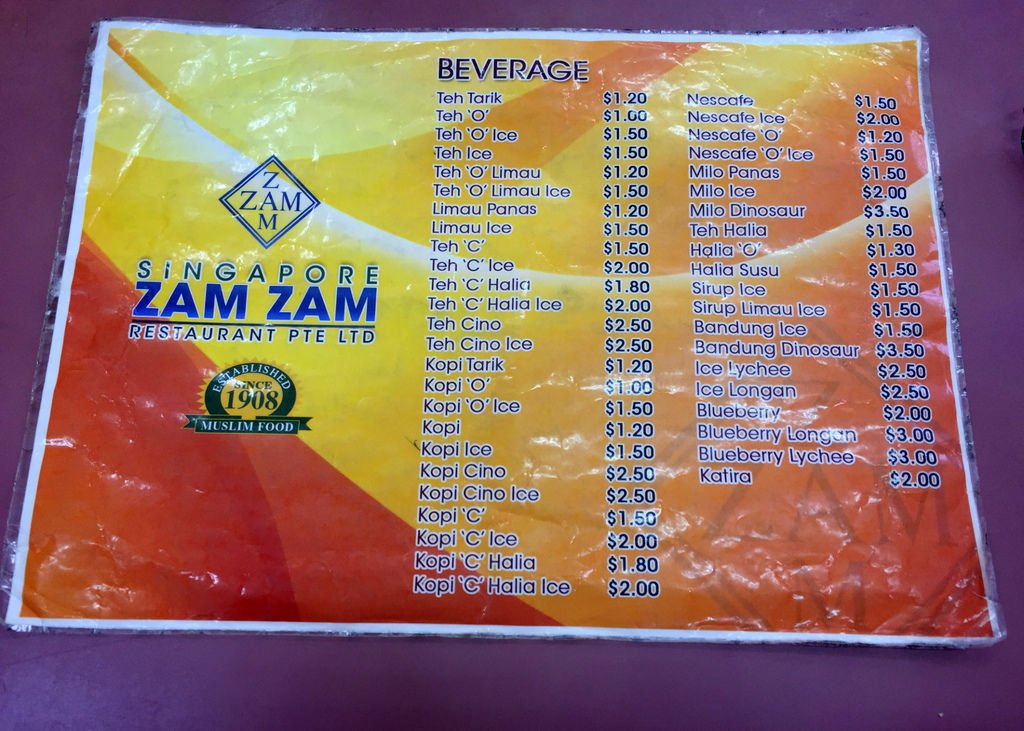 Z
ZAM
M
SiNGAPORE
ZAM ZAM
RESTAURANT PTE LTD
ESTABLISHED
SINCE
1908
MUSLIM FOOD
BEVERAGE
Teh Tarik $1.20
Teh 'O' $1.00
Teh 'O' Ice $1.50
Teh Ice $1.50
Teh 'O' Limau $1.20
Teh 'O' Limau Ice $1.50
Limau Panas $1.20
Limau Ice $1.50
Teh 'C' $1.50
Teh 'C' Ice $2.00
Teh 'C' Halia $1.80
Teh 'C' Halia Ice $2.00
Teh Cino $2.50
Teh Cino Ice $2.50
Kopi Tarik $1.20
Kopi 'O' $1.00
Kopi 'O' Ice $1.50
Kopi $1.20
Kopi Ice $1.50
Kopi Cino $2.50
Kopi Cino Ice $2.50
Kopi 'C' $1.50
Kopi 'C' Ice $2.00
Kopi 'C' Halia $1.80
Kopi 'C' Halia Ice $2.00
Nescafe $1.50
Nescafe Ice $2.00
Nescafe 'O' $1.20
Nescafe 'O' Ice $1.50
Milo Panas $1.50
Milo Ice $2.00
Milo Dinosaur $3.50
Teh Halia $1.50
Halia 'O' $1.30
Halia Susu $1.50
Sirup Ice $1.50
Sirup Limau Ice $1.50
Bandung Ice $1.50
Bandung Dinosaur $3.50
Ice Lychee $2.50
Ice Longan $2.50
Blueberry $2.00
Blueberry Longan $3.00
Blueberry Lychee $3.00
Katira $2.00
Z
ZAM
M